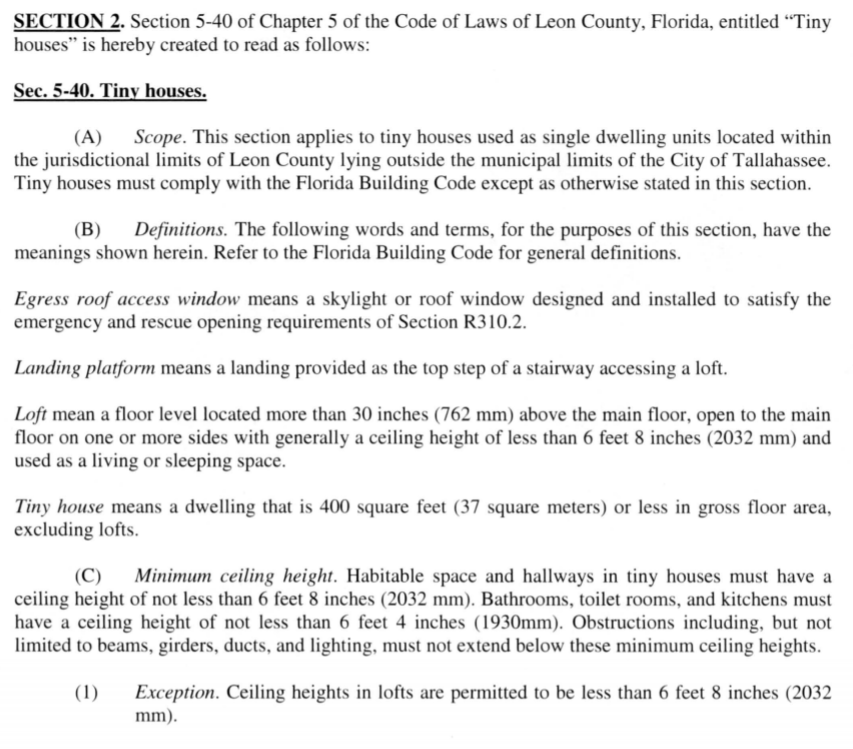 SECTION 2. Section 5-40 of Chapter 5 of the Code of Laws of Leon County, Florida, entitled “Tiny
houses” is hereby created to read as follows:
Sec. 5-40. Tiny houses.
(A) Scope. This section applies to tiny houses used as single dwelling units located within
the jurisdictional limits of Leon County lying outside the municipal limits of the City of Tallahassee.
Tiny houses must comply with the Florida Building Code except as otherwise stated in this section.
(B) Definitions. The following words and terms, for the purposes of this section, have the
meanings shown herein. Refer to the Florida Building Code for general definitions.
Egress roof access window means a skylight or roof window designed and installed to satisfy the
emergency and rescue opening requirements of Section R310.2.
Landing platform means a landing provided as the top step of a stairway accessing a loft.
Loft mean a floor level located more than 30 inches (762 mm) above the main floor, open to the main
floor on one or more sides with generally a ceiling height of less than 6 feet 8 inches (2032 mm) and
used as a living or sleeping space.
Tiny house means a dwelling that is 400 square feet (37 square meters) or less in gross floor area,
excluding lofts.
(C) Minimum ceiling height. Habitable space and hallways in tiny houses must have a
ceiling height of not less than 6 feet 8 inches (2032 mm). Bathrooms, toilet rooms, and kitchens must
have a ceiling height of not less than 6 feet 4 inches (1930mm). Obstructions including, but not
limited to beams, girders, ducts, and lighting, must not extend below these minimum ceiling heights.
(1) Exception. Ceiling heights in lofts are permitted to be less than 6 feet 8 inches (2032
mm).